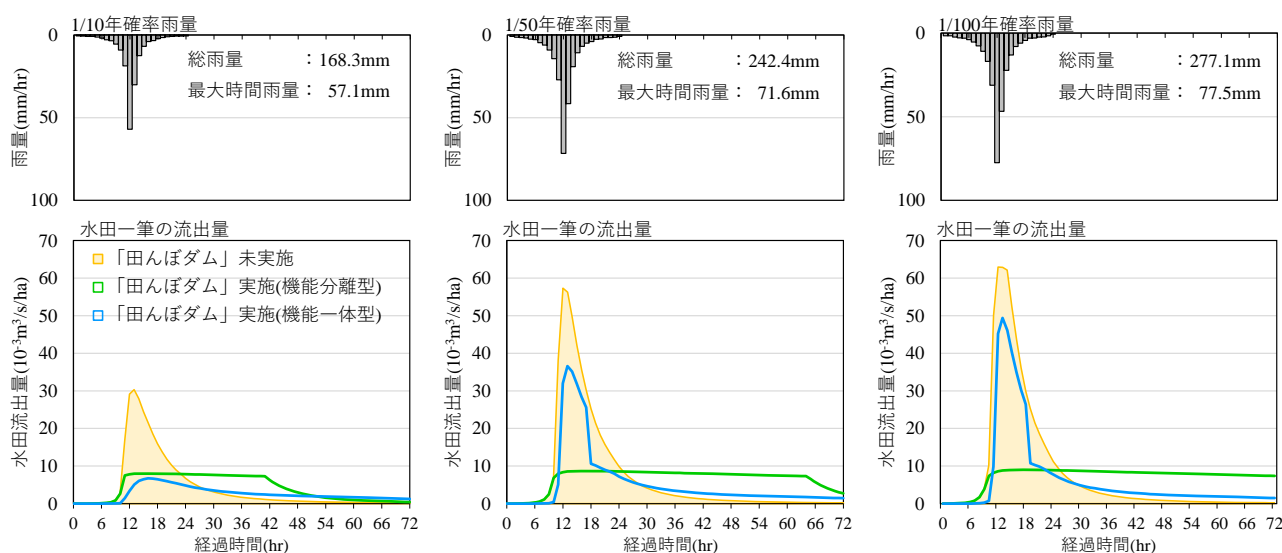 1/10年確率雨量
0
50
100
雨量(mm/hr)
総雨量 :168.3mm
最大時間雨量: 57.1mm
1/50年確率雨量
0
50
100
雨量(mm/hr)
総雨量 :242.4mm
最大時間雨量: 71.6mm
1/100年確率雨量
0
50
100
雨量(mm/hr)
総雨量 :277.1mm
最大時間雨量: 77.5mm
水田一筆の流出量
70
60
50
40
30
20
10
0
水田流出量(10⁻³m³/s/ha)
「田んぼダム」未実施
「田んぼダム」実施(機能分離型)
「田んぼダム」実施(機能一体型)
0 6 12 18 24 30 36 42 48 54 60 66 72
経過時間(hr)
水田一筆の流出量
70
60
50
40
30
20
10
0
水田流出量(10⁻³m³/s/ha)
0 6 12 18 24 30 36 42 48 54 60 66 72
経過時間(hr)
水田一筆の流出量
70
60
50
40
30
20
10
0
水田流出量(10⁻³m³/s/ha)
0 6 12 18 24 30 36 42 48 54 60 66 72
経過時間(hr)